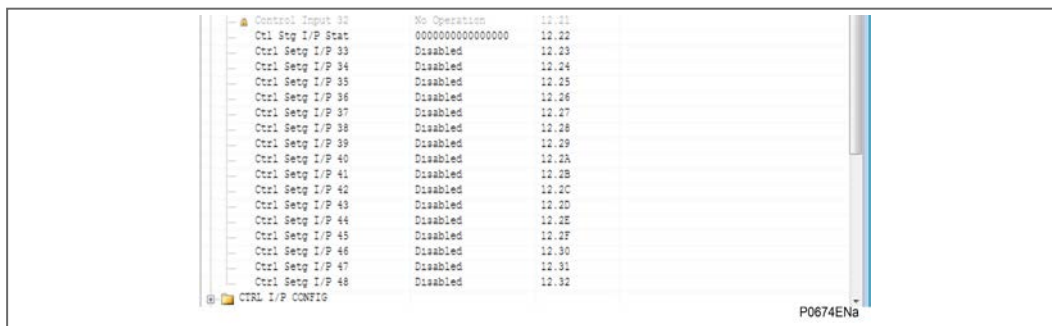 Control Input 32 No Operation 12.21
Ctl Stg I/P Stat 0000000000000000 12.22
Ctrl Setg I/P 33 Disabled 12.23
Ctrl Setg I/P 34 Disabled 12.24
Ctrl Setg I/P 35 Disabled 12.25
Ctrl Setg I/P 36 Disabled 12.26
Ctrl Setg I/P 37 Disabled 12.27
Ctrl Setg I/P 38 Disabled 12.28
Ctrl Setg I/P 39 Disabled 12.29
Ctrl Setg I/P 40 Disabled 12.2A
Ctrl Setg I/P 41 Disabled 12.2B
Ctrl Setg I/P 42 Disabled 12.2C
Ctrl Setg I/P 43 Disabled 12.2D
Ctrl Setg I/P 44 Disabled 12.2E
Ctrl Setg I/P 45 Disabled 12.2F
Ctrl Setg I/P 46 Disabled 12.30
Ctrl Setg I/P 47 Disabled 12.31
Ctrl Setg I/P 48 Disabled 12.32
CTRL I/P CONFIG
P0674ENa